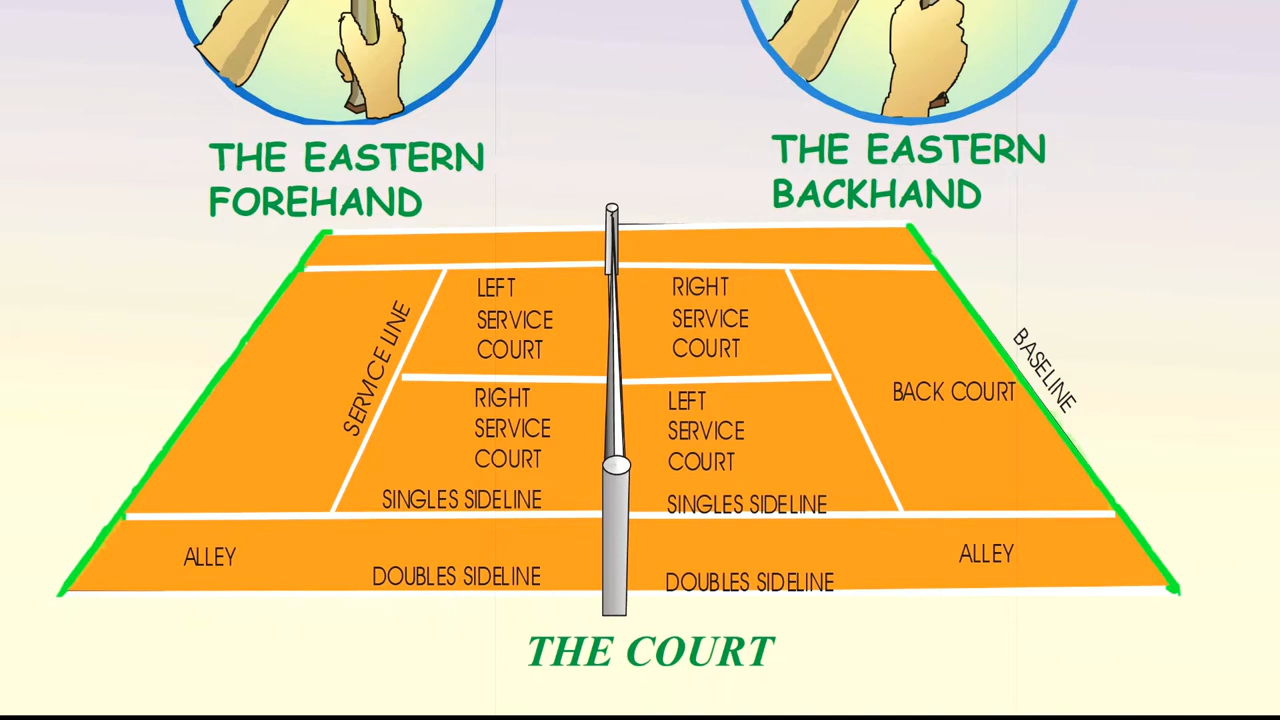 THE EASTERN
FOREHAND
THE EASTERN
BACKHAND
LEFT
SERVICE
COURT
RIGHT
SERVICE
COURT
SERVICE LINE
BASELINE
BACK COURT
RIGHT
SERVICE
COURT
LEFT
SERVICE
COURT
SINGLES SIDELINE
SINGLES SIDELINE
ALLEY
ALLEY
DOUBLES SIDELINE
DOUBLES SIDELINE
THE COURT